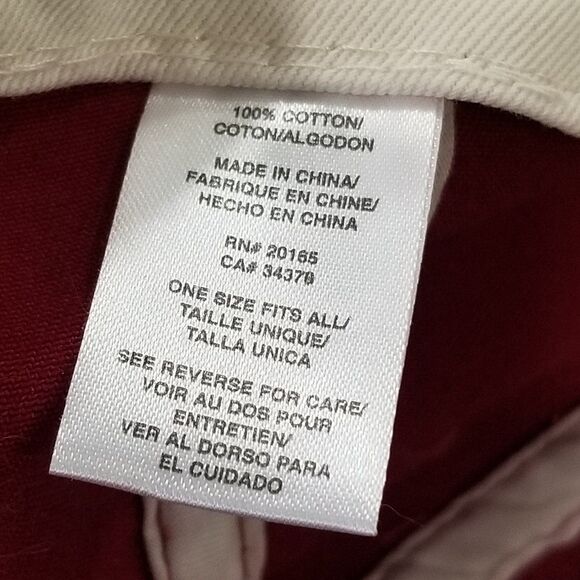 100% COTTON/
COTON/ALGODON
MADE IN CHINA/
FABRIQUE EN CHINE/
HECHO EN CHINA
RN# 20165
CA# 34378
ONE SIZE FITS ALL/
TAILLE UNIQUE/
TALLA UNICA
SEE REVERSE FOR CARE/
VOIR AU DOS POUR
ENTRETIEN/
VER AL DORSO PARA
EL CUIDADO